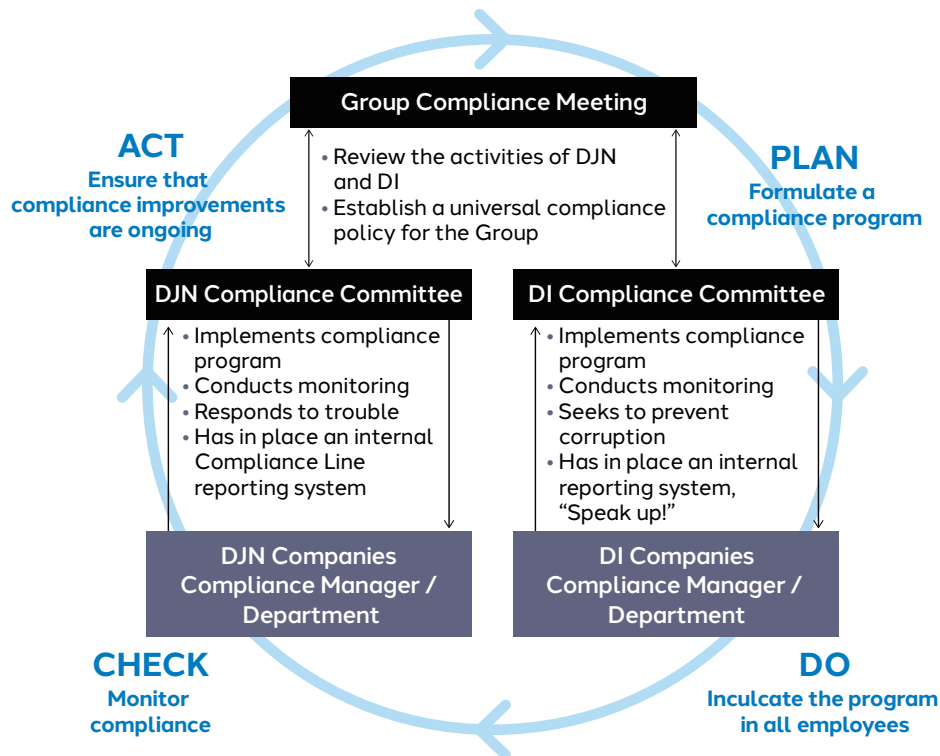 Group Compliance Meeting
ACT
Ensure that
compliance improvements
are ongoing
• Review the activities of DJN
and DI
• Establish a universal compliance
policy for the Group
PLAN
Formulate a
compliance program
DJN Compliance Committee
• Implements compliance
program
• Conducts monitoring
• Responds to trouble
• Has in place an internal
Compliance Line
reporting system
DI Compliance Committee
• Implements compliance
program
• Conducts monitoring
• Seeks to prevent
corruption
• Has in place an internal
reporting system,
“Speak up!”
DJN Companies
Compliance Manager /
Department
DI Companies
Compliance Manager /
Department
CHECK
Monitor
compliance
DO
Inculcate the program
in all employees